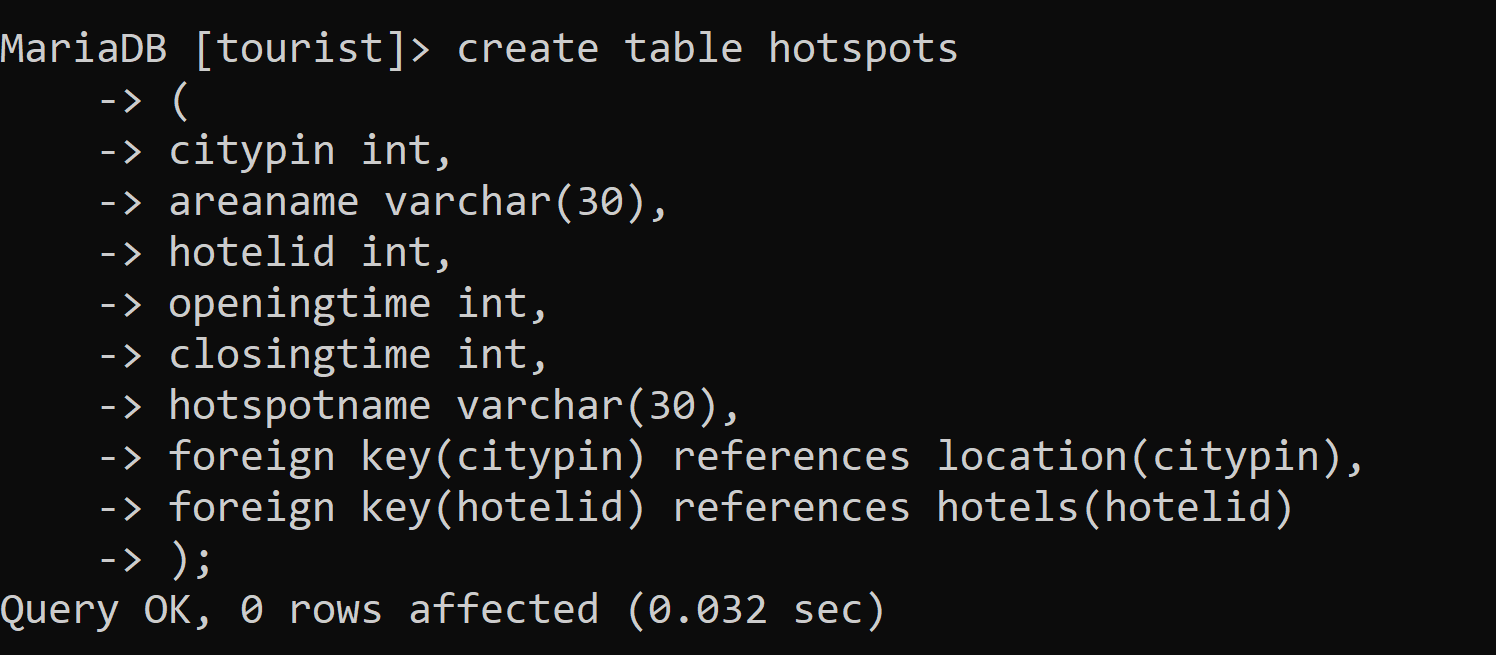 MariaDB [tourist]> create table hotspots
    -> (
    -> citypin int,
    -> areaname varchar(30),
    -> hotelid int,
    -> openingtime int,
    -> closingtime int,
    -> hotspotname varchar(30),
    -> foreign key(citypin) references location(citypin),
    -> foreign key(hotelid) references hotels(hotelid)
    -> );
Query OK, 0 rows affected (0.032 sec)